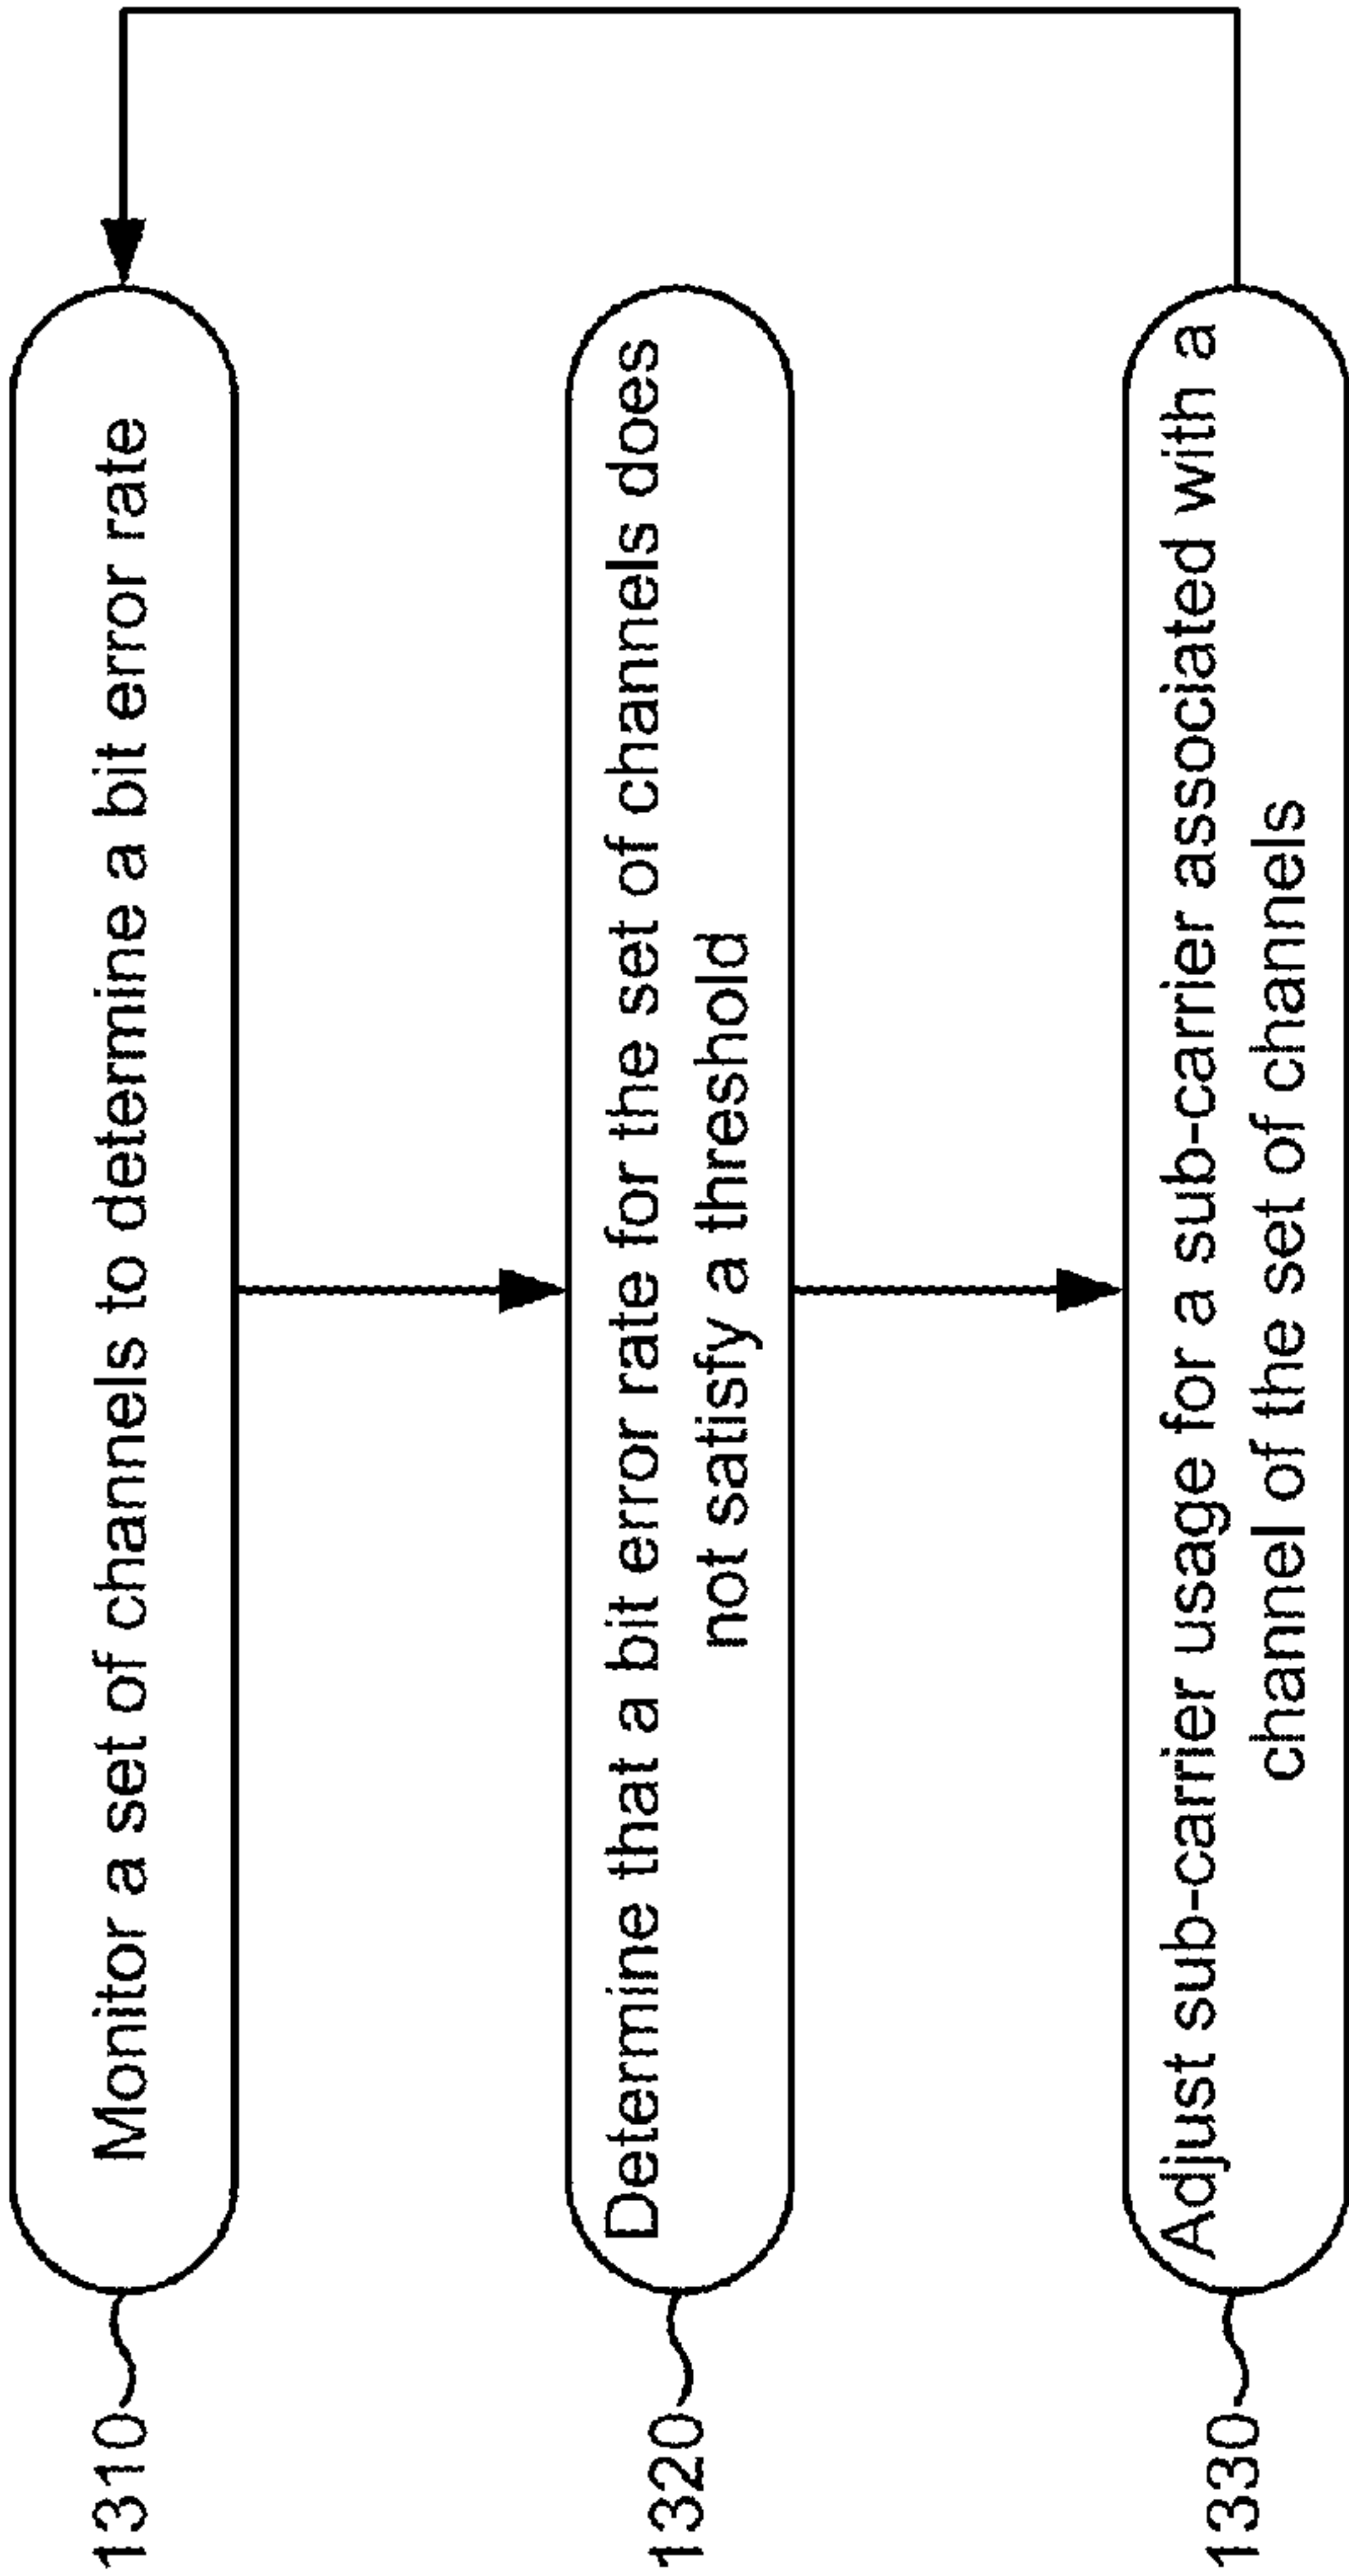 1310
Monitor a set of channels to determine a bit error rate
1320
Determine that a bit error rate for the set of channels does
not satisfy a threshold
1330
Adjust sub-carrier usage for a sub-carrier associated with a
channel of the set of channels